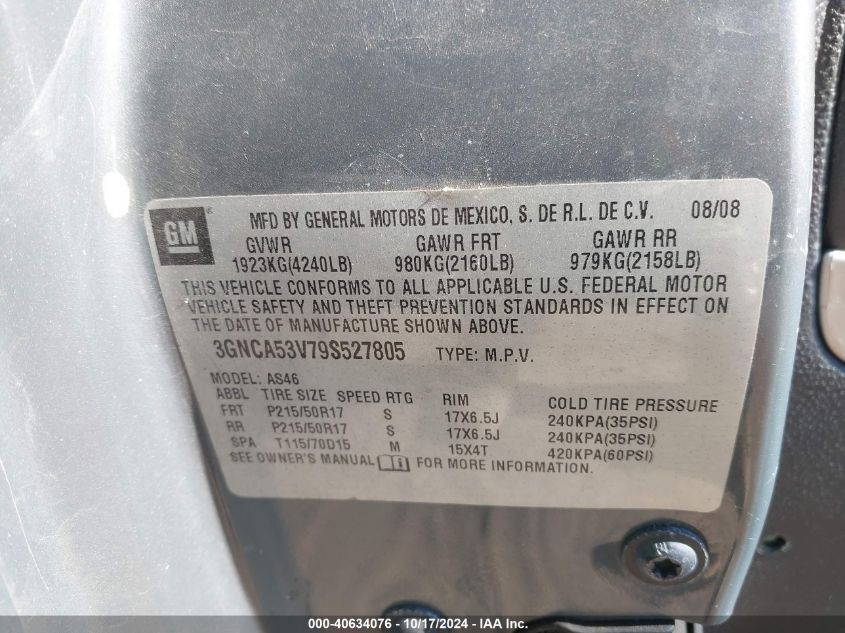 GM
MFD BY GENERAL MOTORS DE MEXICO, S. DE R.L. DE C.V. 08/08
GVWR GAWR FRT GAWR RR
1923KG(4240LB) 980KG(2160LB) 979KG(2158LB)
THIS VEHICLE CONFORMS TO ALL APPLICABLE U.S. FEDERAL MOTOR
VEHICLE SAFETY AND THEFT PREVENTION STANDARDS IN EFFECT ON
THE DATE OF MANUFACTURE SHOWN ABOVE.
3GNCA53V79S527805 TYPE: M.P.V.
MODEL: AS46
ABBL TIRE SIZE SPEED RTG RIM COLD TIRE PRESSURE
FRT P215/50R17 S 17X6.5J 240KPA(35PSI)
RR P215/50R17 S 17X6.5J 240KPA(35PSI)
SPA T115/70D15 M 15X4T 420KPA(60PSI)
SEE OWNER'S MANUAL FOR MORE INFORMATION.
000-40634076 - 10/17/2024 - IAA Inc.